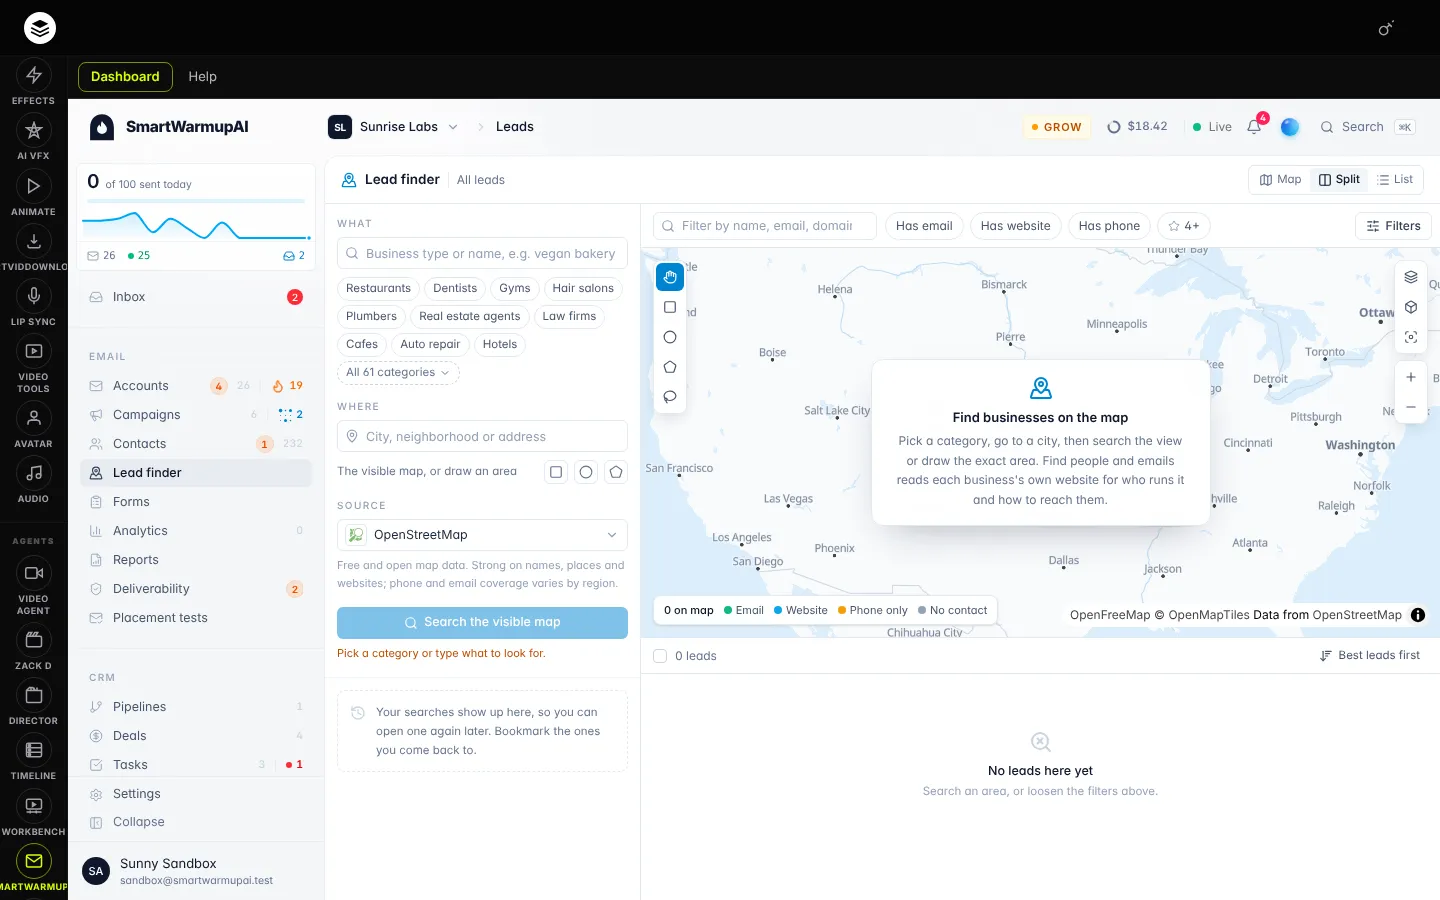 Dashboard
Help
EFFECTS
AI VFX
ANIMATE
TVIDDOWNLO
LIP SYNC
VIDEO
TOOLS
AVATAR
AUDIO
AGENTS
VIDEO
AGENT
ZACK D
DIRECTOR
TIMELINE
WORKBENCH
MARTWARMUP
SmartWarmupAI
SL Sunrise Labs
Leads
GROW
$18.42
Live
4
Search
⌘K
0 of 100 sent today
26
25
2
Inbox
2
EMAIL
Accounts 4 26 19
Campaigns 6 2
Contacts 1 232
Lead finder
Forms
Analytics 0
Reports
Deliverability 2
Placement tests
CRM
Pipelines 1
Deals 4
Tasks 3 1
Settings
Collapse
SA
Sunny Sandbox
sandbox@smartwarmupai.test
Lead finder
All leads
Map
Split
List
WHAT
Business type or name, e.g. vegan bakery
Restaurants
Dentists
Gyms
Hair salons
Plumbers
Real estate agents
Law firms
Cafes
Auto repair
Hotels
All 61 categories
WHERE
City, neighborhood or address
The visible map, or draw an area
SOURCE
OpenStreetMap
Free and open map data. Strong on names, places and
websites; phone and email coverage varies by region.
Search the visible map
Pick a category or type what to look for.
Your searches show up here, so you can
open one again later. Bookmark the ones
you come back to.
Filter by name, email, domain
Has email
Has website
Has phone
4+
Filters
Thunder Bay
Helena
Bismarck
Ottaw
Minneapolis
Pierre
Boise
Toronto
kee
Detroit
go
Salt Lake City
Pittsburgh
Ne
Cincinnati
Washington
San Francisco
Las Vegas
hville
Norfolk
Raleigh
Los Angeles
Phoenix
Atlanta
San Diego
Dallas
Jackson
Chihuahua City
Find businesses on the map
Pick a category, go to a city, then search the view
or draw the exact area. Find people and emails
reads each business's own website for who runs it
and how to reach them.
0 on map
Email
Website
Phone only
No contact
OpenFreeMap © OpenMapTiles Data from OpenStreetMap
0 leads
Best leads first
No leads here yet
Search an area, or loosen the filters above.